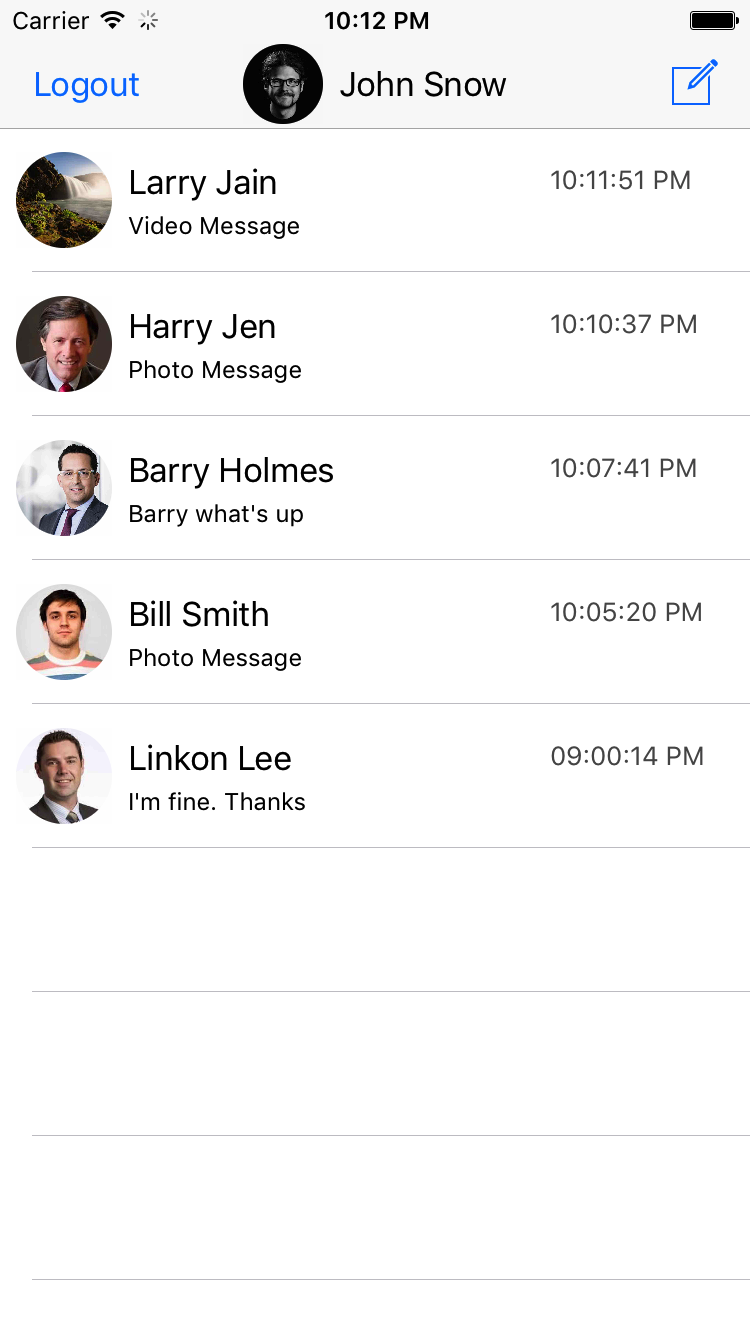 Carrier 10:12 PM
Logout John Snow
Larry Jain 10:11:51 PM
Video Message
Harry Jen 10:10:37 PM
Photo Message
Barry Holmes 10:07:41 PM
Barry what's up
Bill Smith 10:05:20 PM
Photo Message
Linkon Lee 09:00:14 PM
I'm fine. Thanks